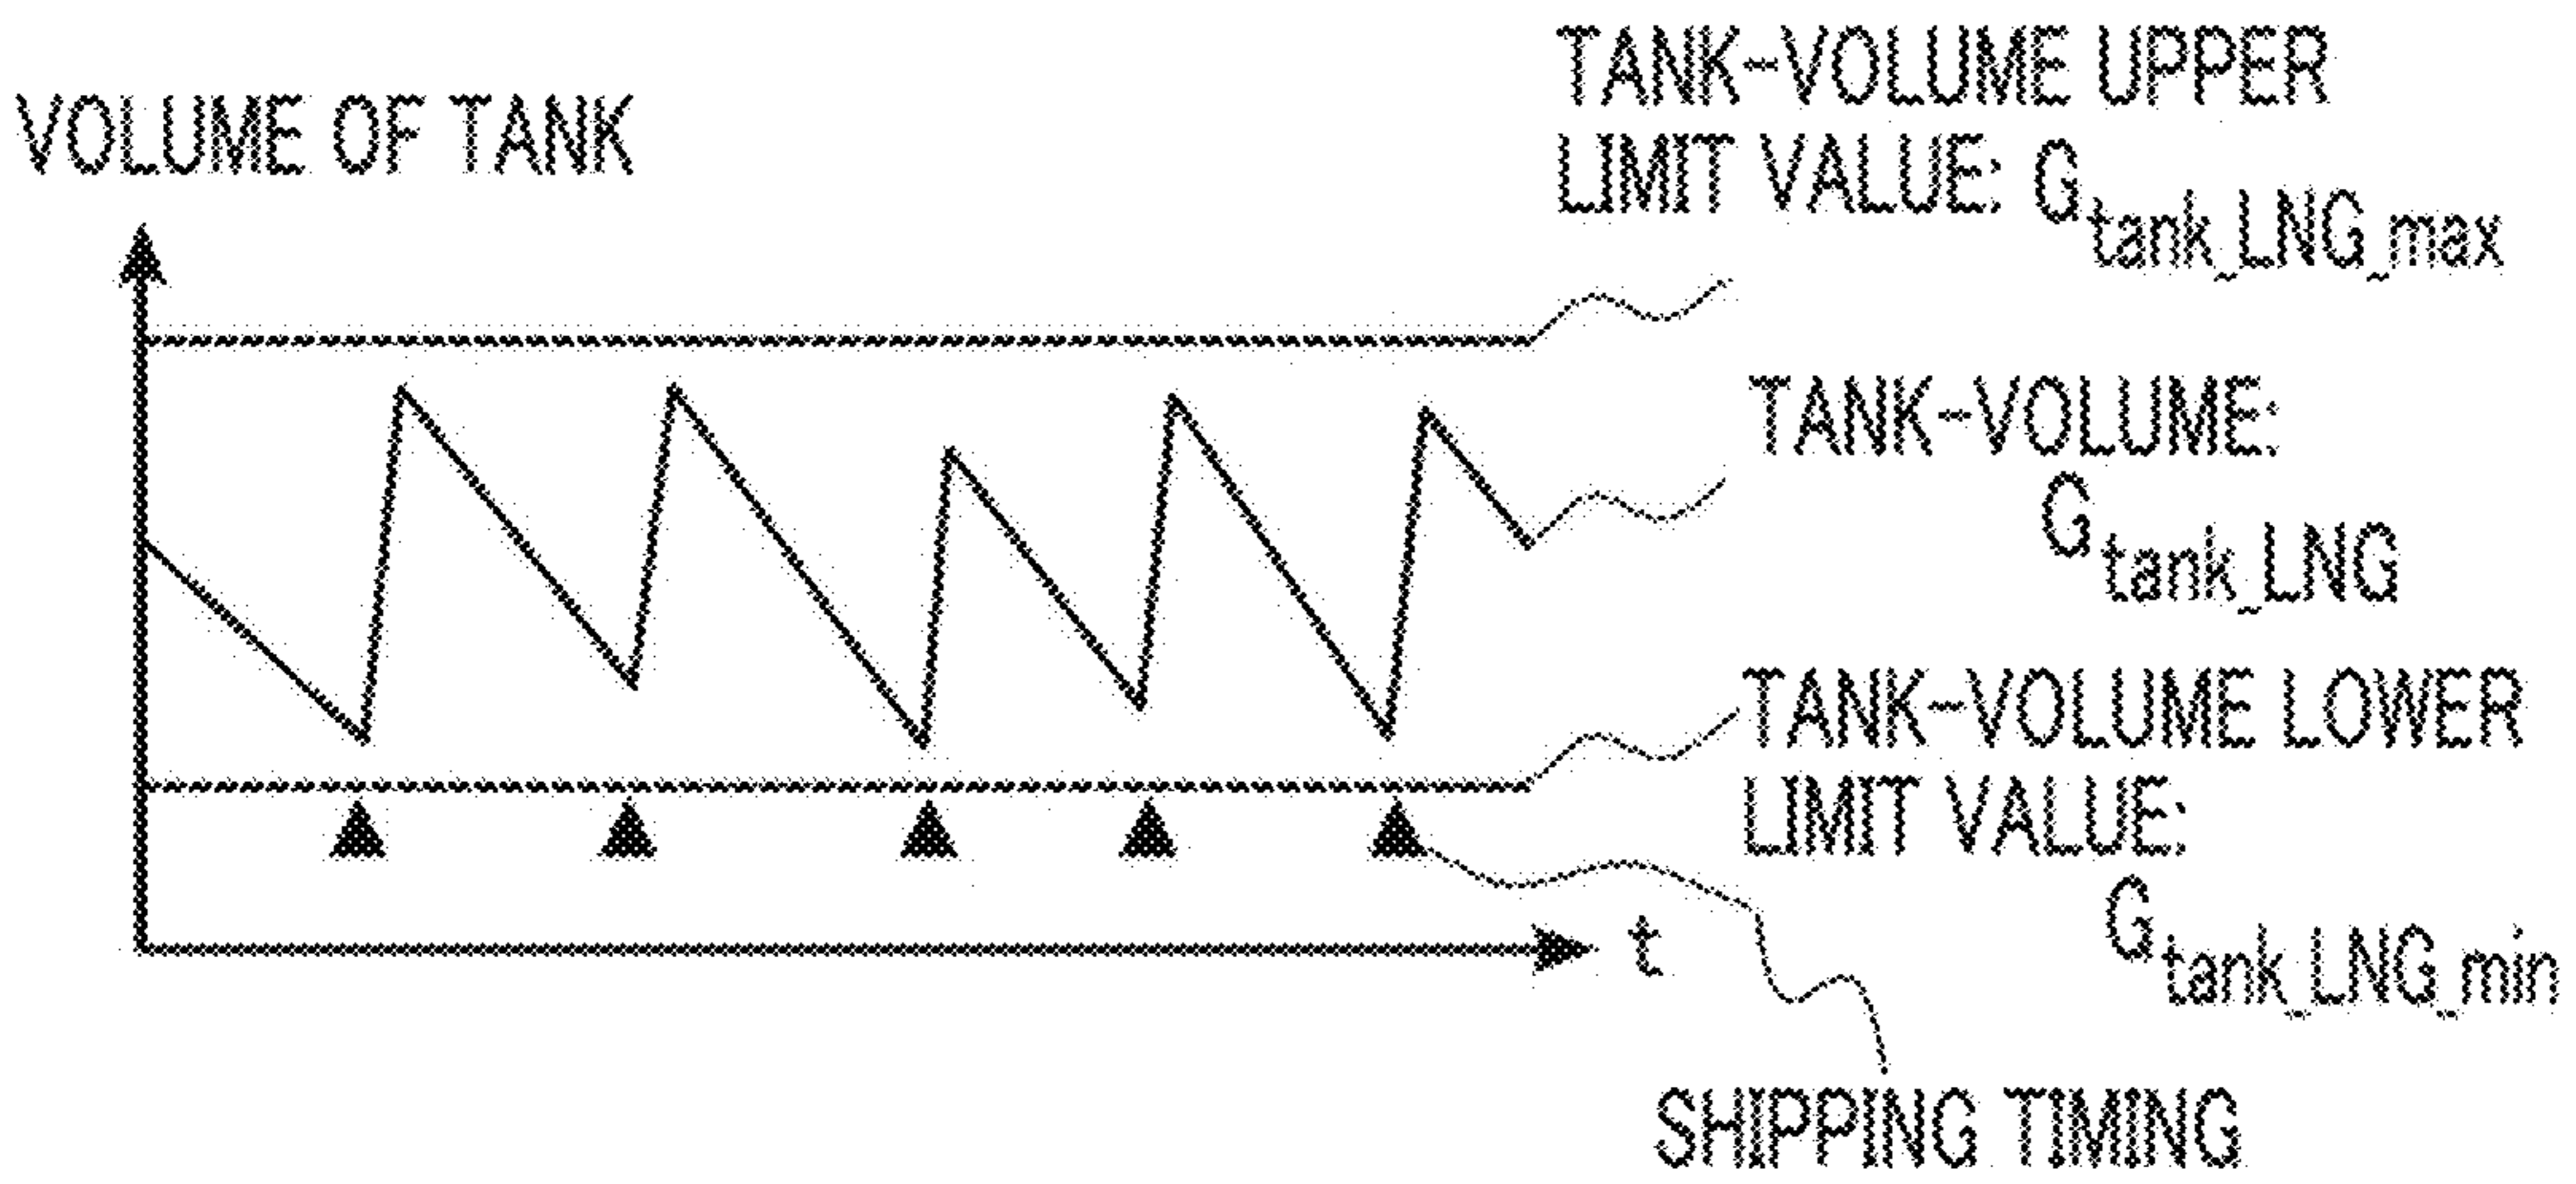 VOLUME OF TANK
TANK-VOLUME UPPER
LIMIT VALUE: Gtank_LNG_max
TANK-VOLUME:
Gtank_LNG
TANK-VOLUME LOWER
LIMIT VALUE:
Gtank_LNG_min
t
SHIPPING TIMING